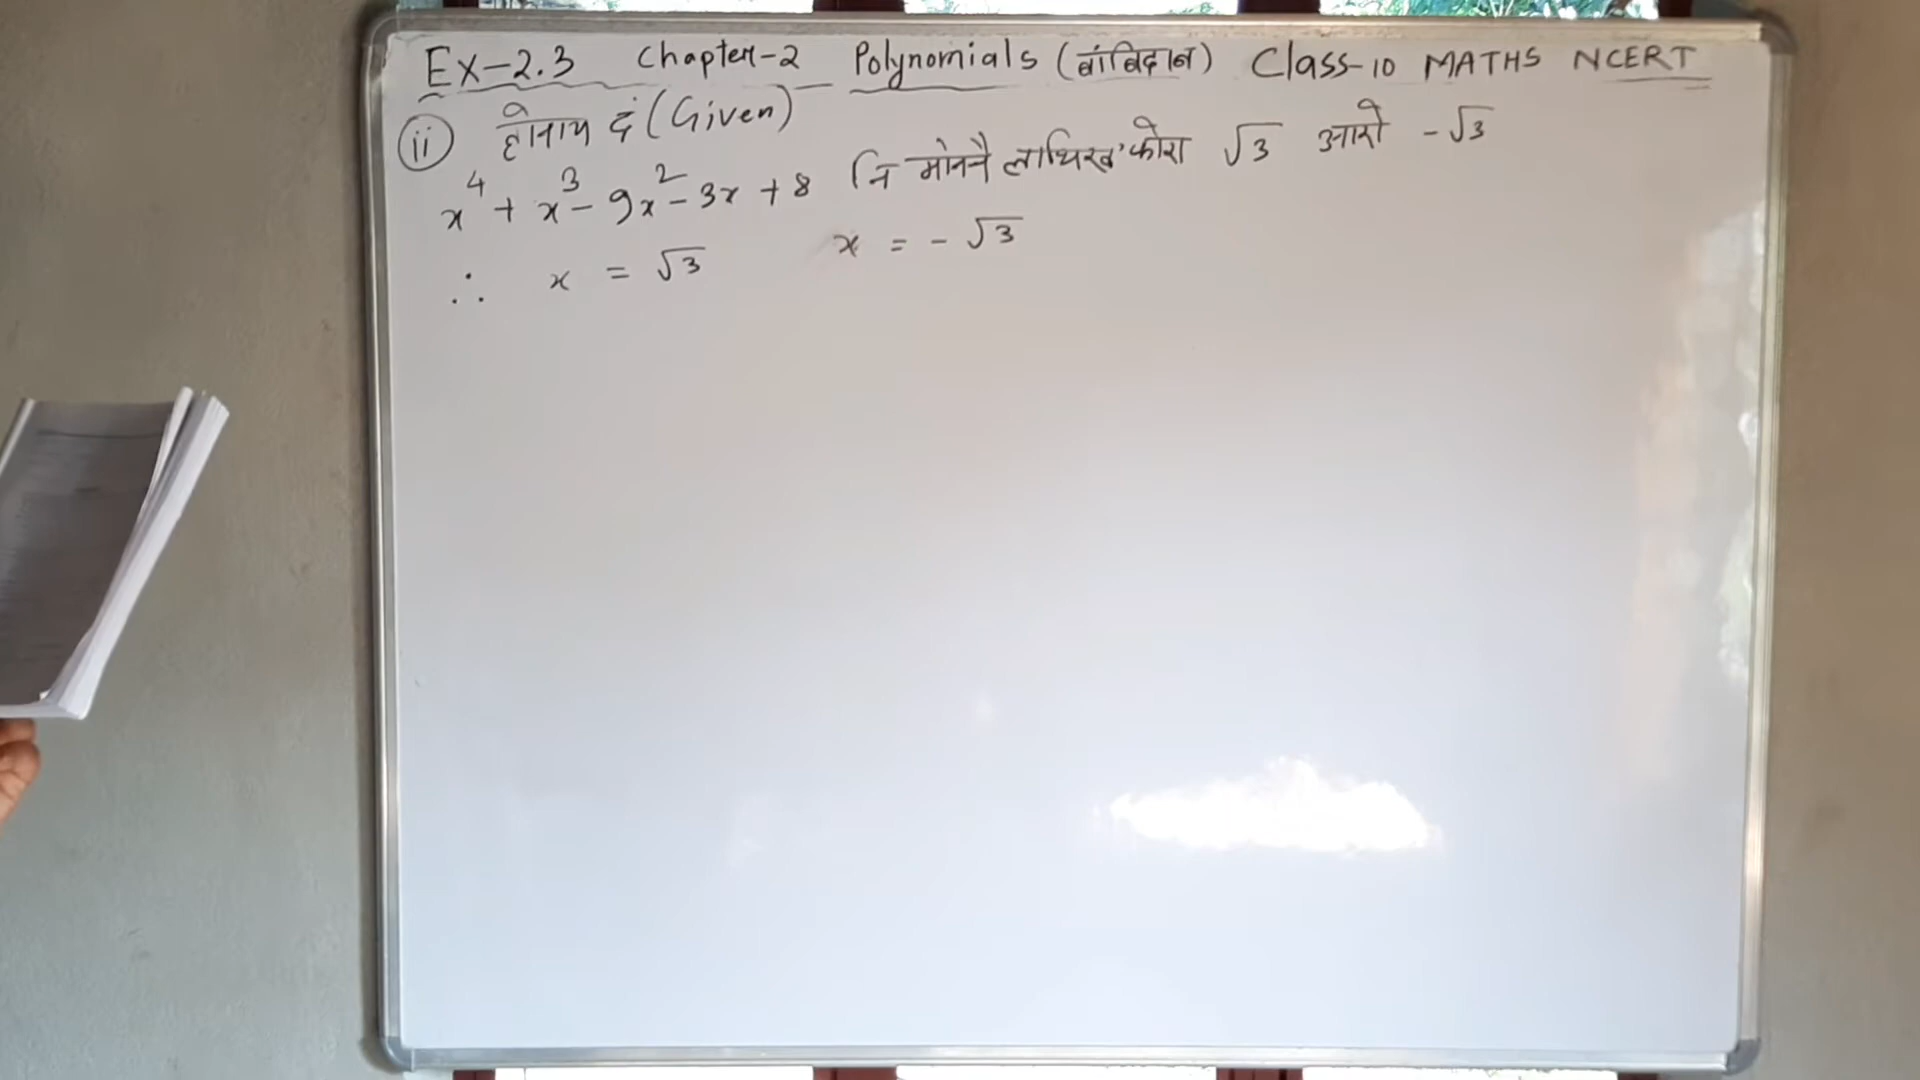 Ex-2.3 Chapter-2 Polynomials (बांबिदाब) Class-10 MATHS NCERT
(ii) होनाय दं (Given)
x⁴ + x³ - 9x² - 3x + 8 नि मोननै लाथिख' फोरा √3 आरो -√3
∴ x = √3 x = -√3